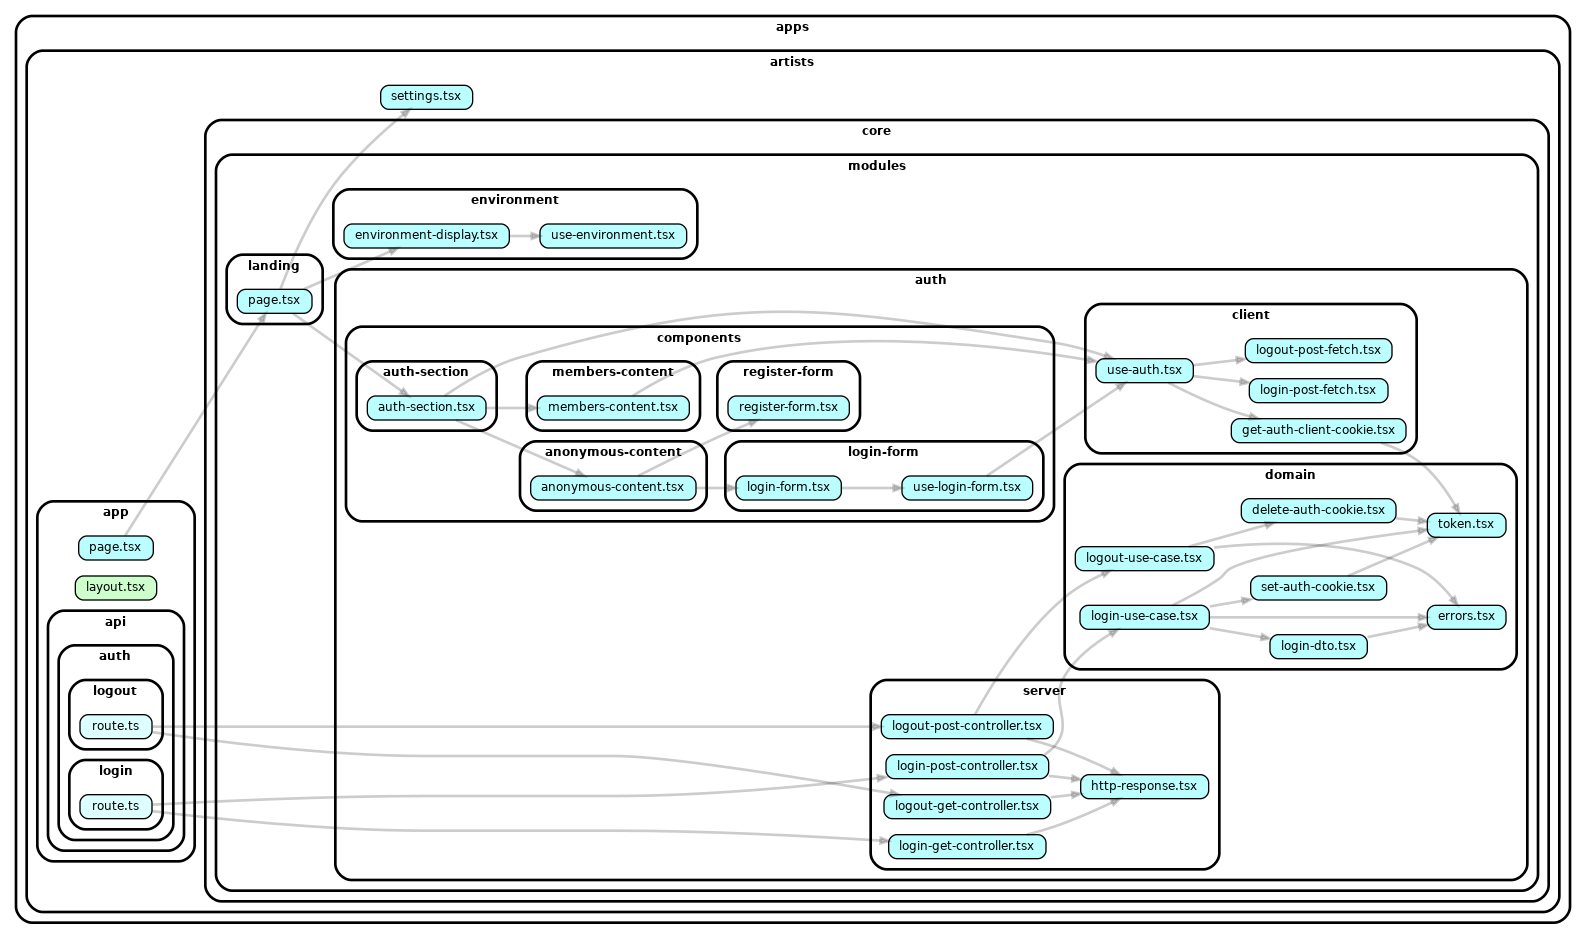 apps
artists
settings.tsx
core
modules
environment
environment-display.tsx
use-environment.tsx
landing
page.tsx
auth
components
auth-section
auth-section.tsx
members-content
members-content.tsx
register-form
register-form.tsx
anonymous-content
anonymous-content.tsx
login-form
login-form.tsx
use-login-form.tsx
client
use-auth.tsx
logout-post-fetch.tsx
login-post-fetch.tsx
get-auth-client-cookie.tsx
domain
delete-auth-cookie.tsx
token.tsx
logout-use-case.tsx
set-auth-cookie.tsx
login-use-case.tsx
errors.tsx
login-dto.tsx
app
page.tsx
layout.tsx
api
auth
logout
route.ts
login
route.ts
server
logout-post-controller.tsx
login-post-controller.tsx
http-response.tsx
logout-get-controller.tsx
login-get-controller.tsx